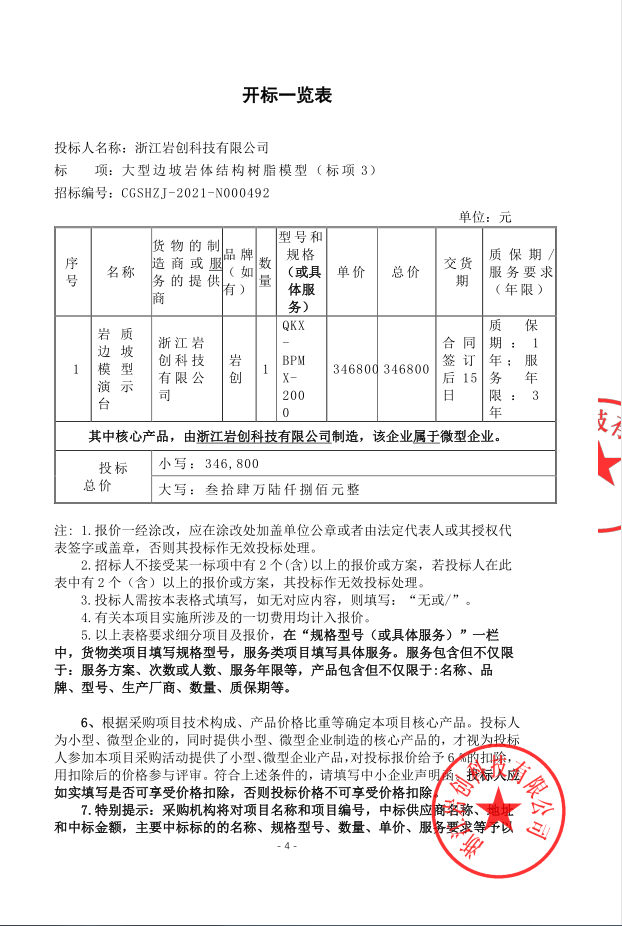 开标一览表
投标人名称：浙江岩创科技有限公司
标　　项：大型边坡岩体结构树脂模型（标项 3）
招标编号：CGSHZJ-2021-N000492
单位：元
序号 名称 货物的制造商或服务的提供商 品牌（如有） 数量 型号和规格（或具体服务） 单价 总价 交货期 质保期/服务要求（年限）
1 岩质边坡模型演示台 浙江岩创科技有限公司 岩创 1 QKX-BPMX-2000 346800 346800 合同签订后 15 日 质保期：1 年；服务年限：3 年
其中核心产品，由浙江岩创科技有限公司制造，该企业属于微型企业。
投标总价 小写：346,800
大写：叁拾肆万陆仟捌佰元整
注: 1.报价一经涂改，应在涂改处加盖单位公章或者由法定代表人或其授权代
表签字或盖章，否则其投标作无效投标处理。
2.招标人不接受某一标项中有 2 个(含)以上的报价或方案，若投标人在此
表中有 2 个（含）以上的报价或方案，其投标作无效投标处理。
3.投标人需按本表格式填写，如无对应内容，则填写：“无或/”。
4.有关本项目实施所涉及的一切费用均计入报价。
5.以上表格要求细分项目及报价，在“规格型号（或具体服务）”一栏
中，货物类项目填写规格型号，服务类项目填写具体服务。服务包含但不仅限
于：服务方案、次数或人数、服务年限等，产品包含但不仅限于:名称、品
牌、型号、生产厂商、数量、质保期等。
6、根据采购项目技术构成、产品价格比重等确定本项目核心产品。投标人
为小型、微型企业的，同时提供小型、微型企业制造的核心产品的，才视为投标
人参加本项目采购活动提供了小型、微型企业产品,对投标报价给予 6 %的扣除，
用扣除后的价格参与评审。符合上述条件的，请填写中小企业声明函。投标人应
如实填写是否可享受价格扣除，否则投标价格不可享受价格扣除。
7.特别提示：采购机构将对项目名称和项目编号，中标供应商名称、地址
和中标金额，主要中标标的的名称、规格型号、数量、单价、服务要求等予以
浙江岩创科技有限公司
- 4 -